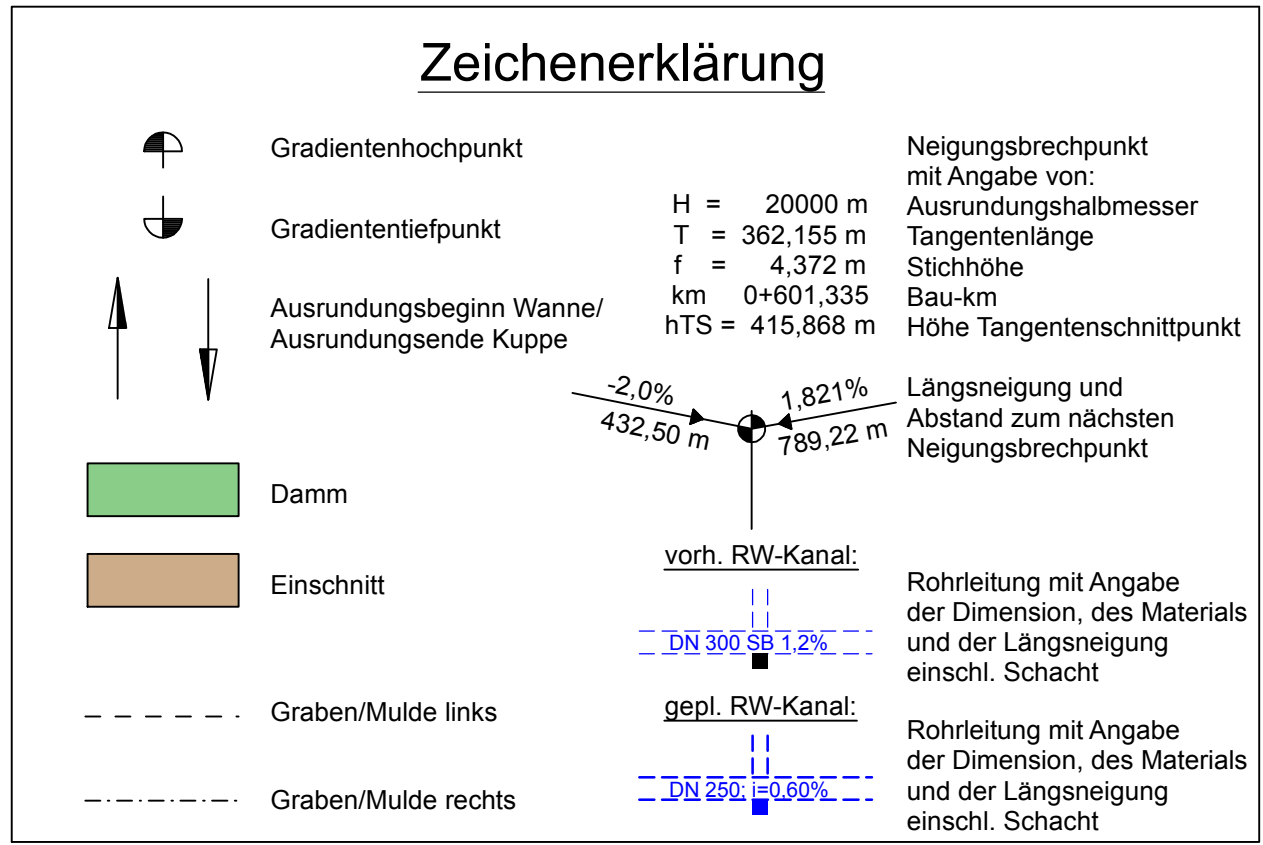 Zeichenerklärung
Gradientenhochpunkt
Gradiententiefpunkt
Ausrundungsbeginn Wanne/
Ausrundungsende Kuppe
Damm
Einschnitt
Graben/Mulde links
Graben/Mulde rechts
Neigungsbrechpunkt
mit Angabe von:
H = 20000 m Ausrundungshalbmesser
T = 362,155 m Tangentenlänge
f = 4,372 m Stichhöhe
km 0+601,335 Bau-km
hTS = 415,868 m Höhe Tangentenschnittpunkt
-2,0%
432,50 m
1,821%
789,22 m
Längsneigung und
Abstand zum nächsten
Neigungsbrechpunkt
vorh. RW-Kanal:
DN 300 SB 1,2%
Rohrleitung mit Angabe
der Dimension, des Materials
und der Längsneigung
einschl. Schacht
gepl. RW-Kanal:
DN 250; i=0,60%
Rohrleitung mit Angabe
der Dimension, des Materials
und der Längsneigung
einschl. Schacht